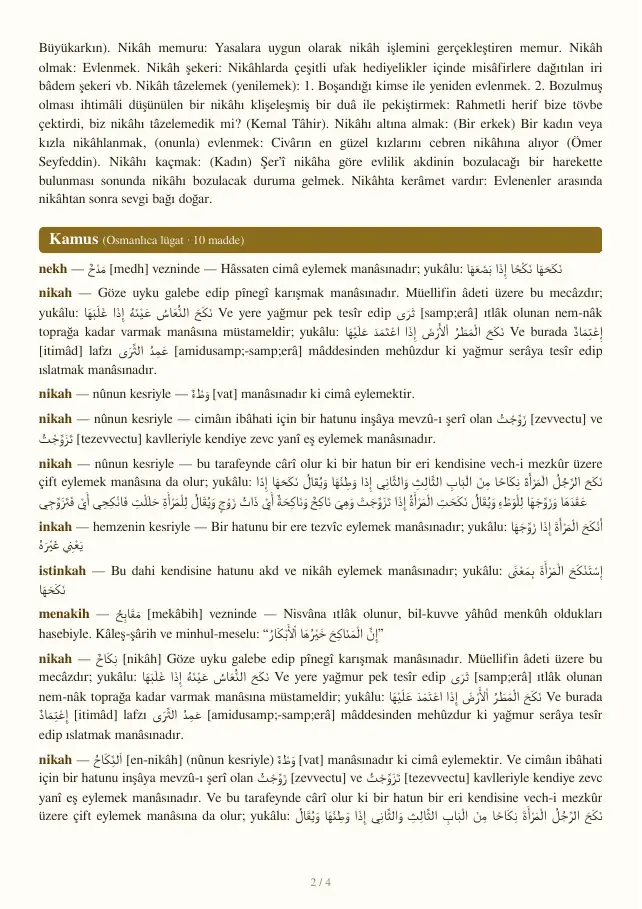 Büyükarkın). Nikâh memuru: Yasalara uygun olarak nikâh işlemini gerçekleştiren memur. Nikâh
olmak: Evlenmek. Nikâh şekeri: Nikâhlarda çeşitli ufak hediyelikler içinde misâfirlere dağıtılan iri
bâdem şekeri vb. Nikâh tâzelemek (yenilemek): 1. Boşandığı kimse ile yeniden evlenmek. 2. Bozulmuş
olması ihtimâli düşünülen bir nikâhı klişeleşmiş bir duâ ile pekiştirmek: Rahmetli herif bize tövbe
çektirdi, biz nikâhı tâzelemedik mi? (Kemal Tâhir). Nikâhı altına almak: (Bir erkek) Bir kadın veya
kızla nikâhlanmak, (onunla) evlenmek: Civârın en güzel kızlarını cebren nikâhına alıyor (Ömer
Seyfeddin). Nikâhı kaçmak: (Kadın) Şer'î nikâha göre evlilik akdinin bozulacağı bir harekette
bulunması sonunda nikâhı bozulacak duruma gelmek. Nikâhta kerâmet vardır: Evlenenler arasında
nikâhtan sonra sevgi bağı doğar.
Kamus (Osmanlıca lügat · 10 madde)
nekh — مَدْحٌ [medh] vezninde — Hâssaten cimâ eylemek manâsınadır; yukâlu: نَكَحَهَا نَكْحًا إِذَا بَضَعَهَا
nikah — Göze uyku galebe edip pînegî karışmak manâsınadır. Müellifin âdeti üzere bu mecâzdır;
yukâlu: نَكَحَ النُّعَاسُ عَيْنَهُ إِذَا غَلَبَهَا Ve yere yağmur pek tesîr edip ثَرَى [samp;erâ] ıtlâk olunan nem-nâk
toprağa kadar varmak manâsına müstameldir; yukâlu: نَكَحَ الْمَطَرُ الْأَرْضَ إِذَا اعْتَمَدَ عَلَيْهَا Ve burada إِعْتِمَادٌ
[itimâd] lafzı عَمِدُ الثَّرَى [amidusamp;-samp;erâ] mâddesinden mehûzdur ki yağmur serâya tesîr edip
ıslatmak manâsınadır.
nikah — nûnun kesriyle — وَطْءٌ [vat] manâsınadır ki cimâ eylemektir.
nikah — nûnun kesriyle — cimâın ibâhati için bir hatunu inşâya mevzû-ı şerî olan زَوَّجْتُ [zevvectu] ve
تَزَوَّجْتُ [tezevvectu] kavlleriyle kendiye zevc yanî eş eylemek manâsınadır.
nikah — nûnun kesriyle — bu tarafeynde cârî olur ki bir hatun bir eri kendisine vech-i mezkûr üzere
çift eylemek manâsına da olur; yukâlu: نَكَحَ الرَّجُلُ الْمَرْأَةَ نِكَاحًا مِنَ الْبَابِ الثَّالِثِ وَالثَّانِي إِذَا وَطِئَهَا وَيُقَالُ نَكَحَهَا إِذَا
عَقَدَهَا وَزَوَّجَهَا لِلْوَطْءِ وَيُقَالُ نَكَحَتِ الْمَرْأَةُ إِذَا تَزَوَّجَتْ وَهِيَ نَاكِحٌ وَنَاكِحَةٌ أَيْ ذَاتُ زَوْجٍ وَيُقَالُ لِلْمَرْأَةِ حَلَلْتِ فَانْكِحِي أَيْ فَتَزَوَّجِي
inkah — hemzenin kesriyle — Bir hatunu bir ere tezvîc eylemek manâsınadır; yukâlu: أَنْكَحَ الْمَرْأَةَ إِذَا زَوَّجَهَا
يَعْنِي غَيْرَهُ
istinkah — Bu dahi kendisine hatunu akd ve nikâh eylemek manâsınadır; yukâlu: إِسْتَنْكَحَ الْمَرْأَةَ بِمَعْنَى
نَكَحَهَا
menakih — مَقَابِحُ [mekâbih] vezninde — Nisvâna ıtlâk olunur, bil-kuvve yâhûd menkûh oldukları
hasebiyle. Kâleş-şârih ve minhul-meselu: “إِنَّ الْمَنَاكِحَ خَيْرُهَا الْأَبْكَارُ”
nikah — نِكَاحٌ [nikâh] Göze uyku galebe edip pînegî karışmak manâsınadır. Müellifin âdeti üzere bu
mecâzdır; yukâlu: نَكَحَ النُّعَاسُ عَيْنَهُ إِذَا غَلَبَهَا Ve yere yağmur pek tesîr edip ثَرَى [samp;erâ] ıtlâk olunan
nem-nâk toprağa kadar varmak manâsına müstameldir; yukâlu: نَكَحَ الْمَطَرُ الْأَرْضَ إِذَا اعْتَمَدَ عَلَيْهَا Ve burada
إِعْتِمَادٌ [itimâd] lafzı عَمِدُ الثَّرَى [amidusamp;-samp;erâ] mâddesinden mehûzdur ki yağmur serâya tesîr
edip ıslatmak manâsınadır.
nikah — اَلنِّكَاحُ [en-nikâh] (nûnun kesriyle) وَطْءٌ [vat] manâsınadır ki cimâ eylemektir. Ve cimâın ibâhati
için bir hatunu inşâya mevzû-ı şerî olan زَوَّجْتُ [zevvectu] ve تَزَوَّجْتُ [tezevvectu] kavlleriyle kendiye zevc
yanî eş eylemek manâsınadır. Ve bu tarafeynde cârî olur ki bir hatun bir eri kendisine vech-i mezkûr
üzere çift eylemek manâsına da olur; yukâlu: نَكَحَ الرَّجُلُ الْمَرْأَةَ نِكَاحًا مِنَ الْبَابِ الثَّالِثِ وَالثَّانِي إِذَا وَطِئَهَا وَيُقَالُ
2 / 4